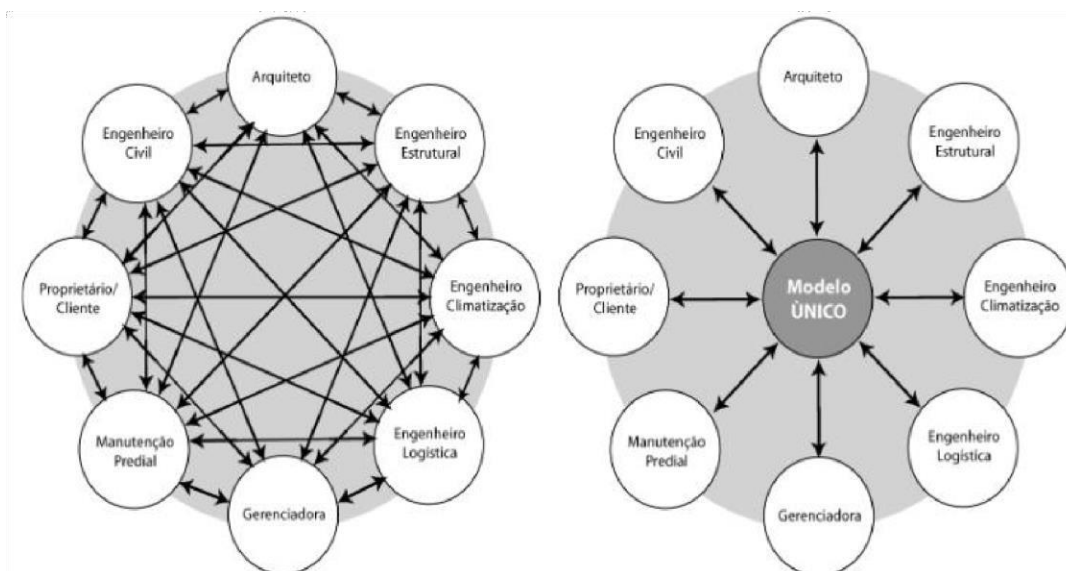 Arquiteto
Engenheiro
Civil
Engenheiro
Estrutural
Proprietário/
Cliente
Engenheiro
Climatização
Manutenção
Predial
Engenheiro
Logística
Gerenciadora
Arquiteto
Engenheiro
Civil
Engenheiro
Estrutural
Proprietário/
Cliente
Modelo
ÙNICO
Engenheiro
Climatização
Manutenção
Predial
Engenheiro
Logística
Gerenciadora